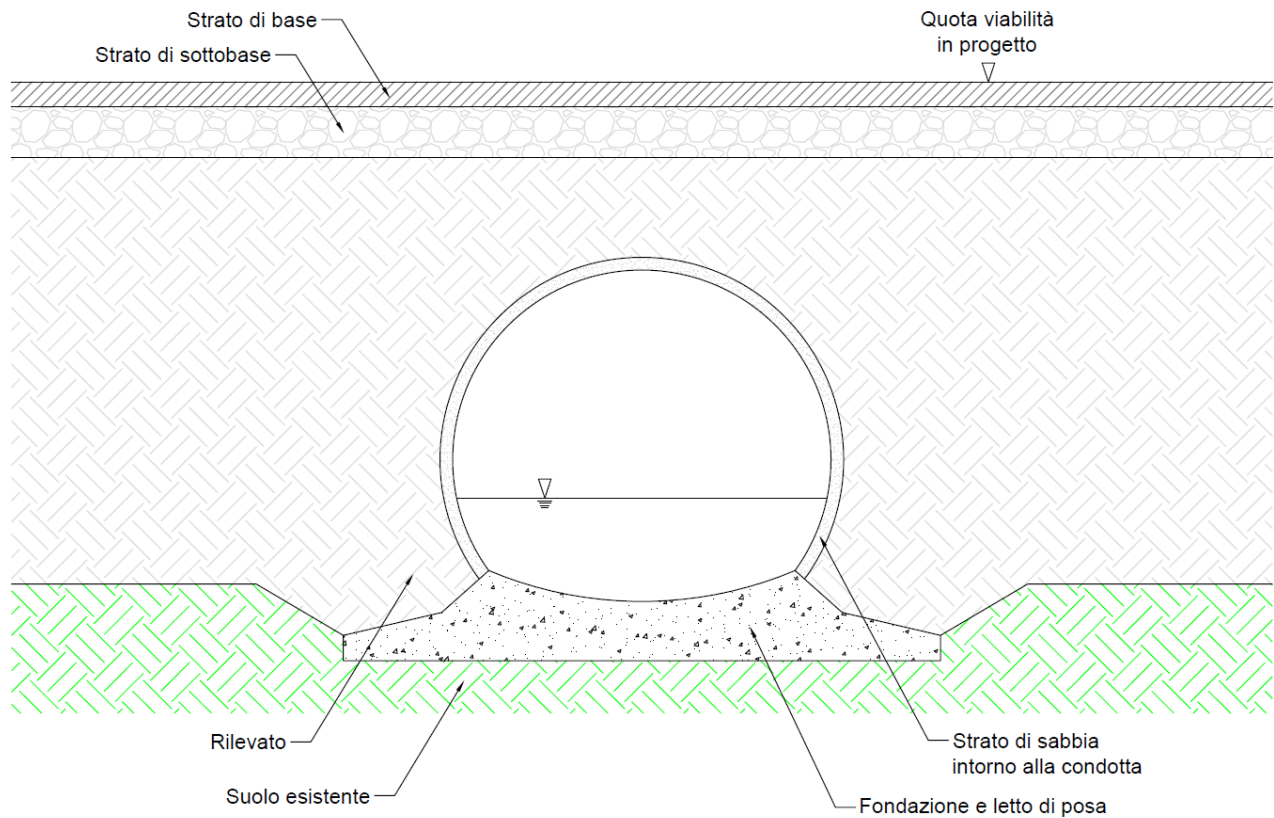 Strato di base
Strato di sottobase
Quota viabilità
in progetto
Rilevato
Suolo esistente
Strato di sabbia
intorno alla condotta
Fondazione e letto di posa